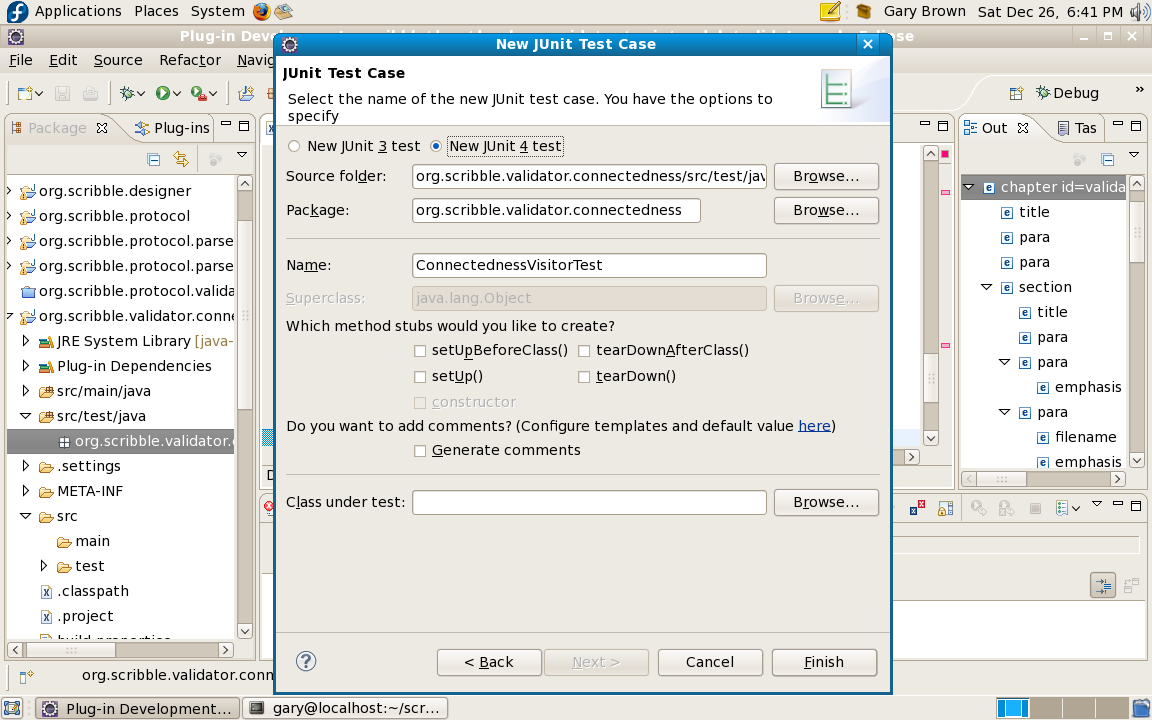 Applications Places System Gary Brown Sat Dec 26, 6:41 PM
Plug-in Dev
File Edit Source Refactor Navig
New JUnit Test Case
JUnit Test Case
Select the name of the new JUnit test case. You have the options to
specify
Debug
»
Package
Plug-ins
Out
Tas
org.scribble.designer
org.scribble.protocol
org.scribble.protocol.parse
org.scribble.protocol.parse
org.scribble.protocol.valida
org.scribble.validator.conne
JRE System Library [java-
Plug-in Dependencies
src/main/java
src/test/java
org.scribble.validator.c
.settings
META-INF
src
main
test
.classpath
.project
build.properties
org.scribble.validator.conn
New JUnit 3 test New JUnit 4 test
Source folder: org.scribble.validator.connectedness/src/test/jav Browse...
Package: org.scribble.validator.connectedness Browse...
Name: ConnectednessVisitorTest
Superclass: java.lang.Object Browse...
Which method stubs would you like to create?
setUpBeforeClass() tearDownAfterClass()
setUp() tearDown()
constructor
Do you want to add comments? (Configure templates and default value here)
Generate comments
Class under test: Browse...
? < Back Next > Cancel Finish
chapter id=valida
title
para
para
section
title
para
para
emphasis
para
filename
emphasis
Plug-in Development...
gary@localhost:~/scr...